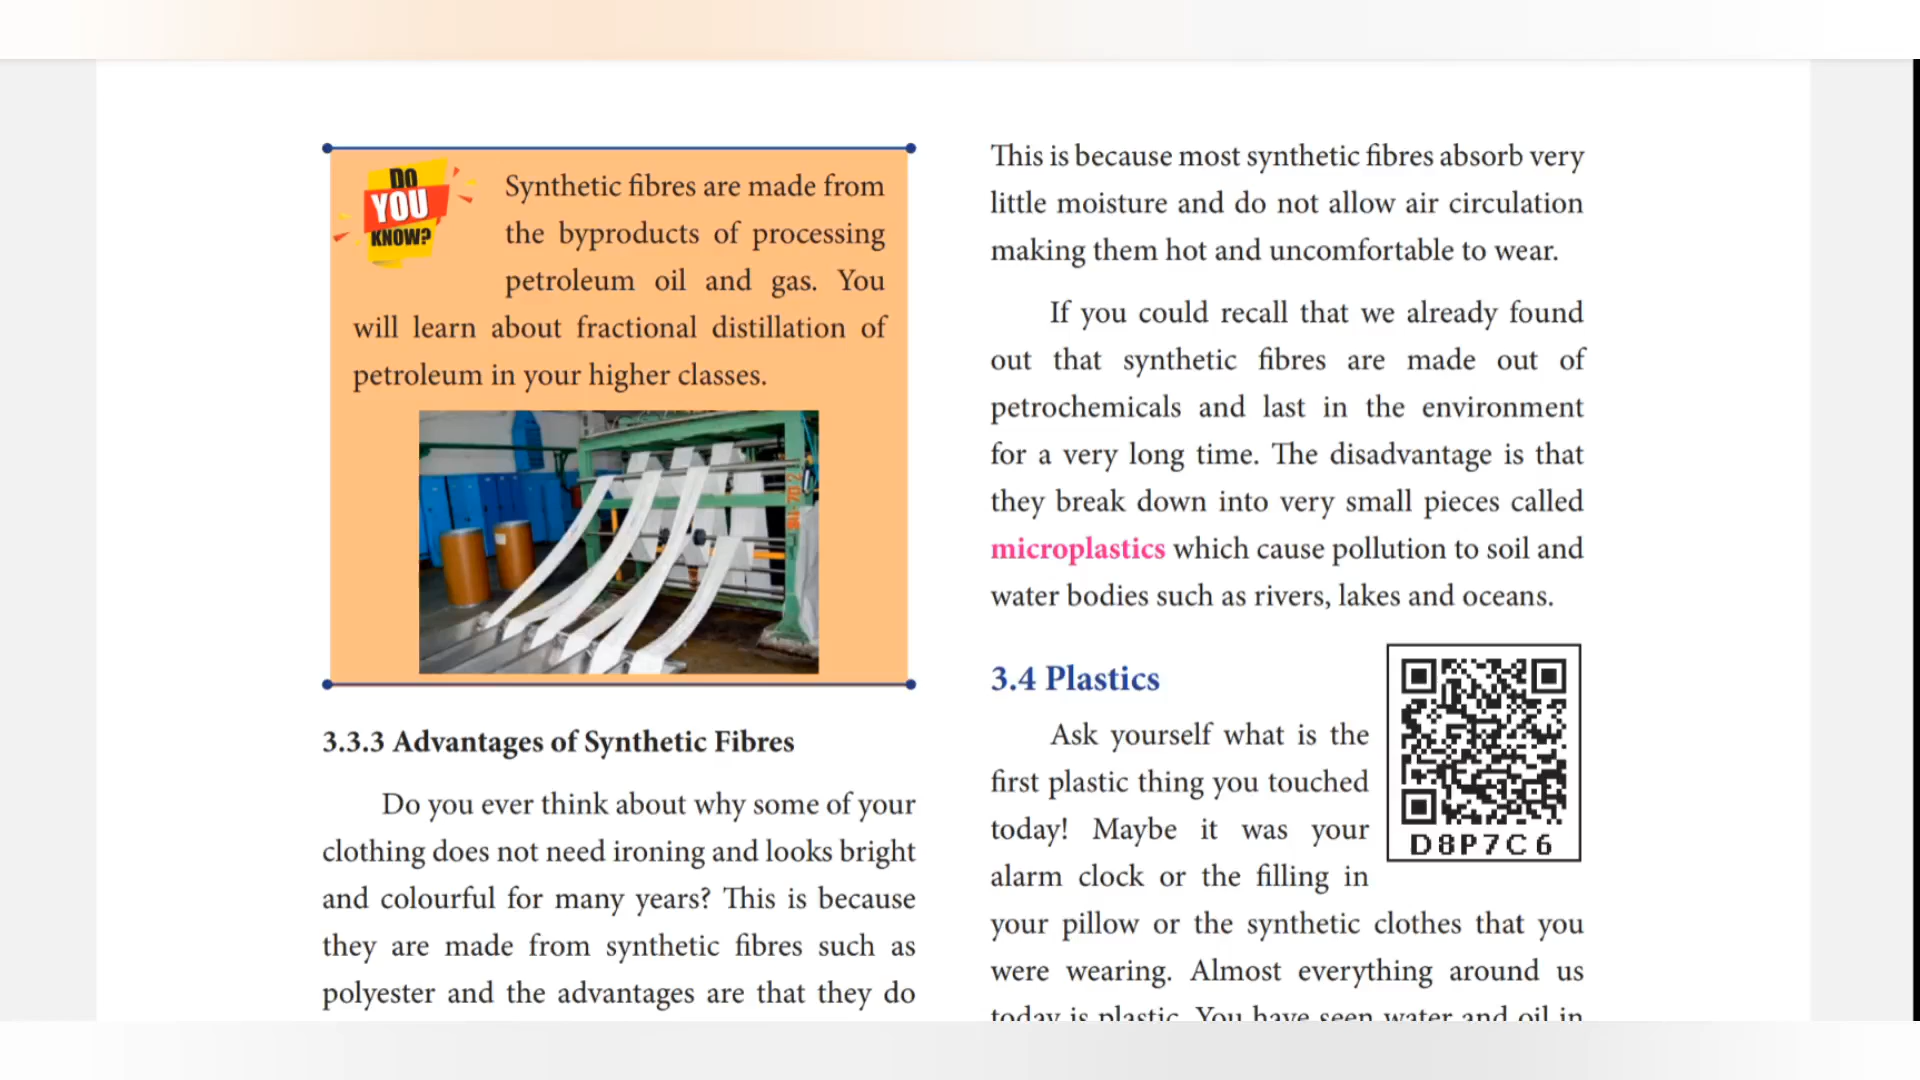 DO
YOU
KNOW?
Synthetic fibres are made from
the byproducts of processing
petroleum oil and gas. You
will learn about fractional distillation of
petroleum in your higher classes.
3.3.3 Advantages of Synthetic Fibres
Do you ever think about why some of your
clothing does not need ironing and looks bright
and colourful for many years? This is because
they are made from synthetic fibres such as
polyester and the advantages are that they do
This is because most synthetic fibres absorb very
little moisture and do not allow air circulation
making them hot and uncomfortable to wear.
If you could recall that we already found
out that synthetic fibres are made out of
petrochemicals and last in the environment
for a very long time. The disadvantage is that
they break down into very small pieces called
microplastics which cause pollution to soil and
water bodies such as rivers, lakes and oceans.
3.4 Plastics
Ask yourself what is the
first plastic thing you touched
today! Maybe it was your
alarm clock or the filling in
your pillow or the synthetic clothes that you
were wearing. Almost everything around us
today is plastic. You have seen water and oil in
D8P7C6